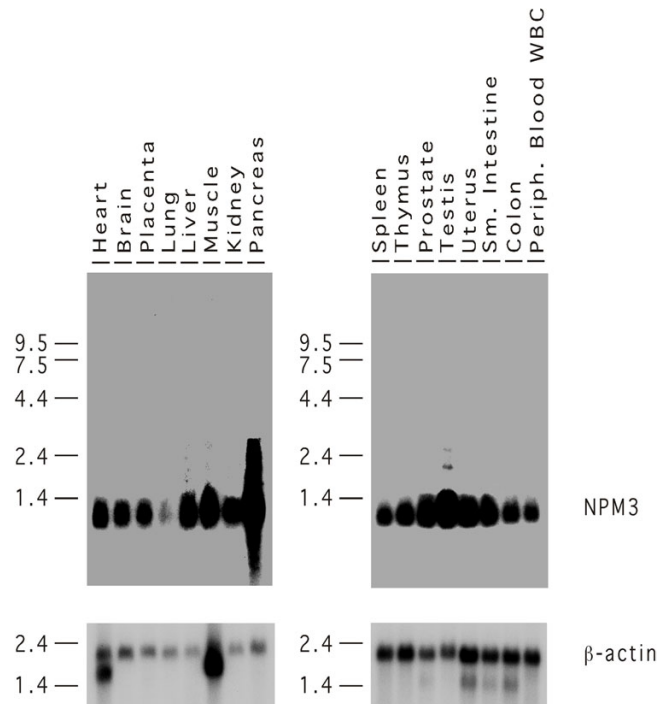 Heart
Brain
Placenta
Lung
Liver
Muscle
Kidney
Pancreas
Spleen
Thymus
Prostate
Testis
Uterus
Sm. Intestine
Colon
Periph. Blood WBC
9.5
7.5
4.4
2.4
1.4
9.5
7.5
4.4
2.4
1.4
NPM3
2.4
1.4
2.4
1.4
β-actin